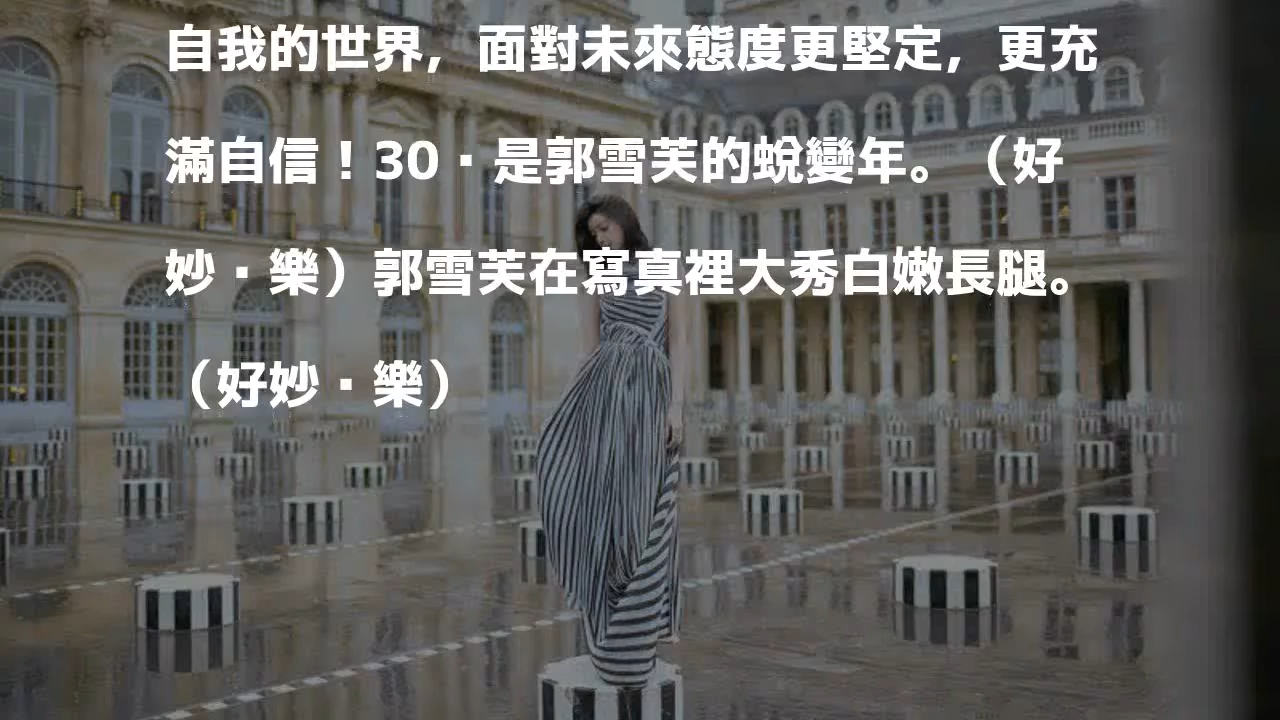 自我的世界，面對未來態度更堅定，更充
滿自信！30·是郭雪芙的蛻變年。（好
妙·樂）郭雪芙在寫真裡大秀白嫩長腿。
（好妙·樂）